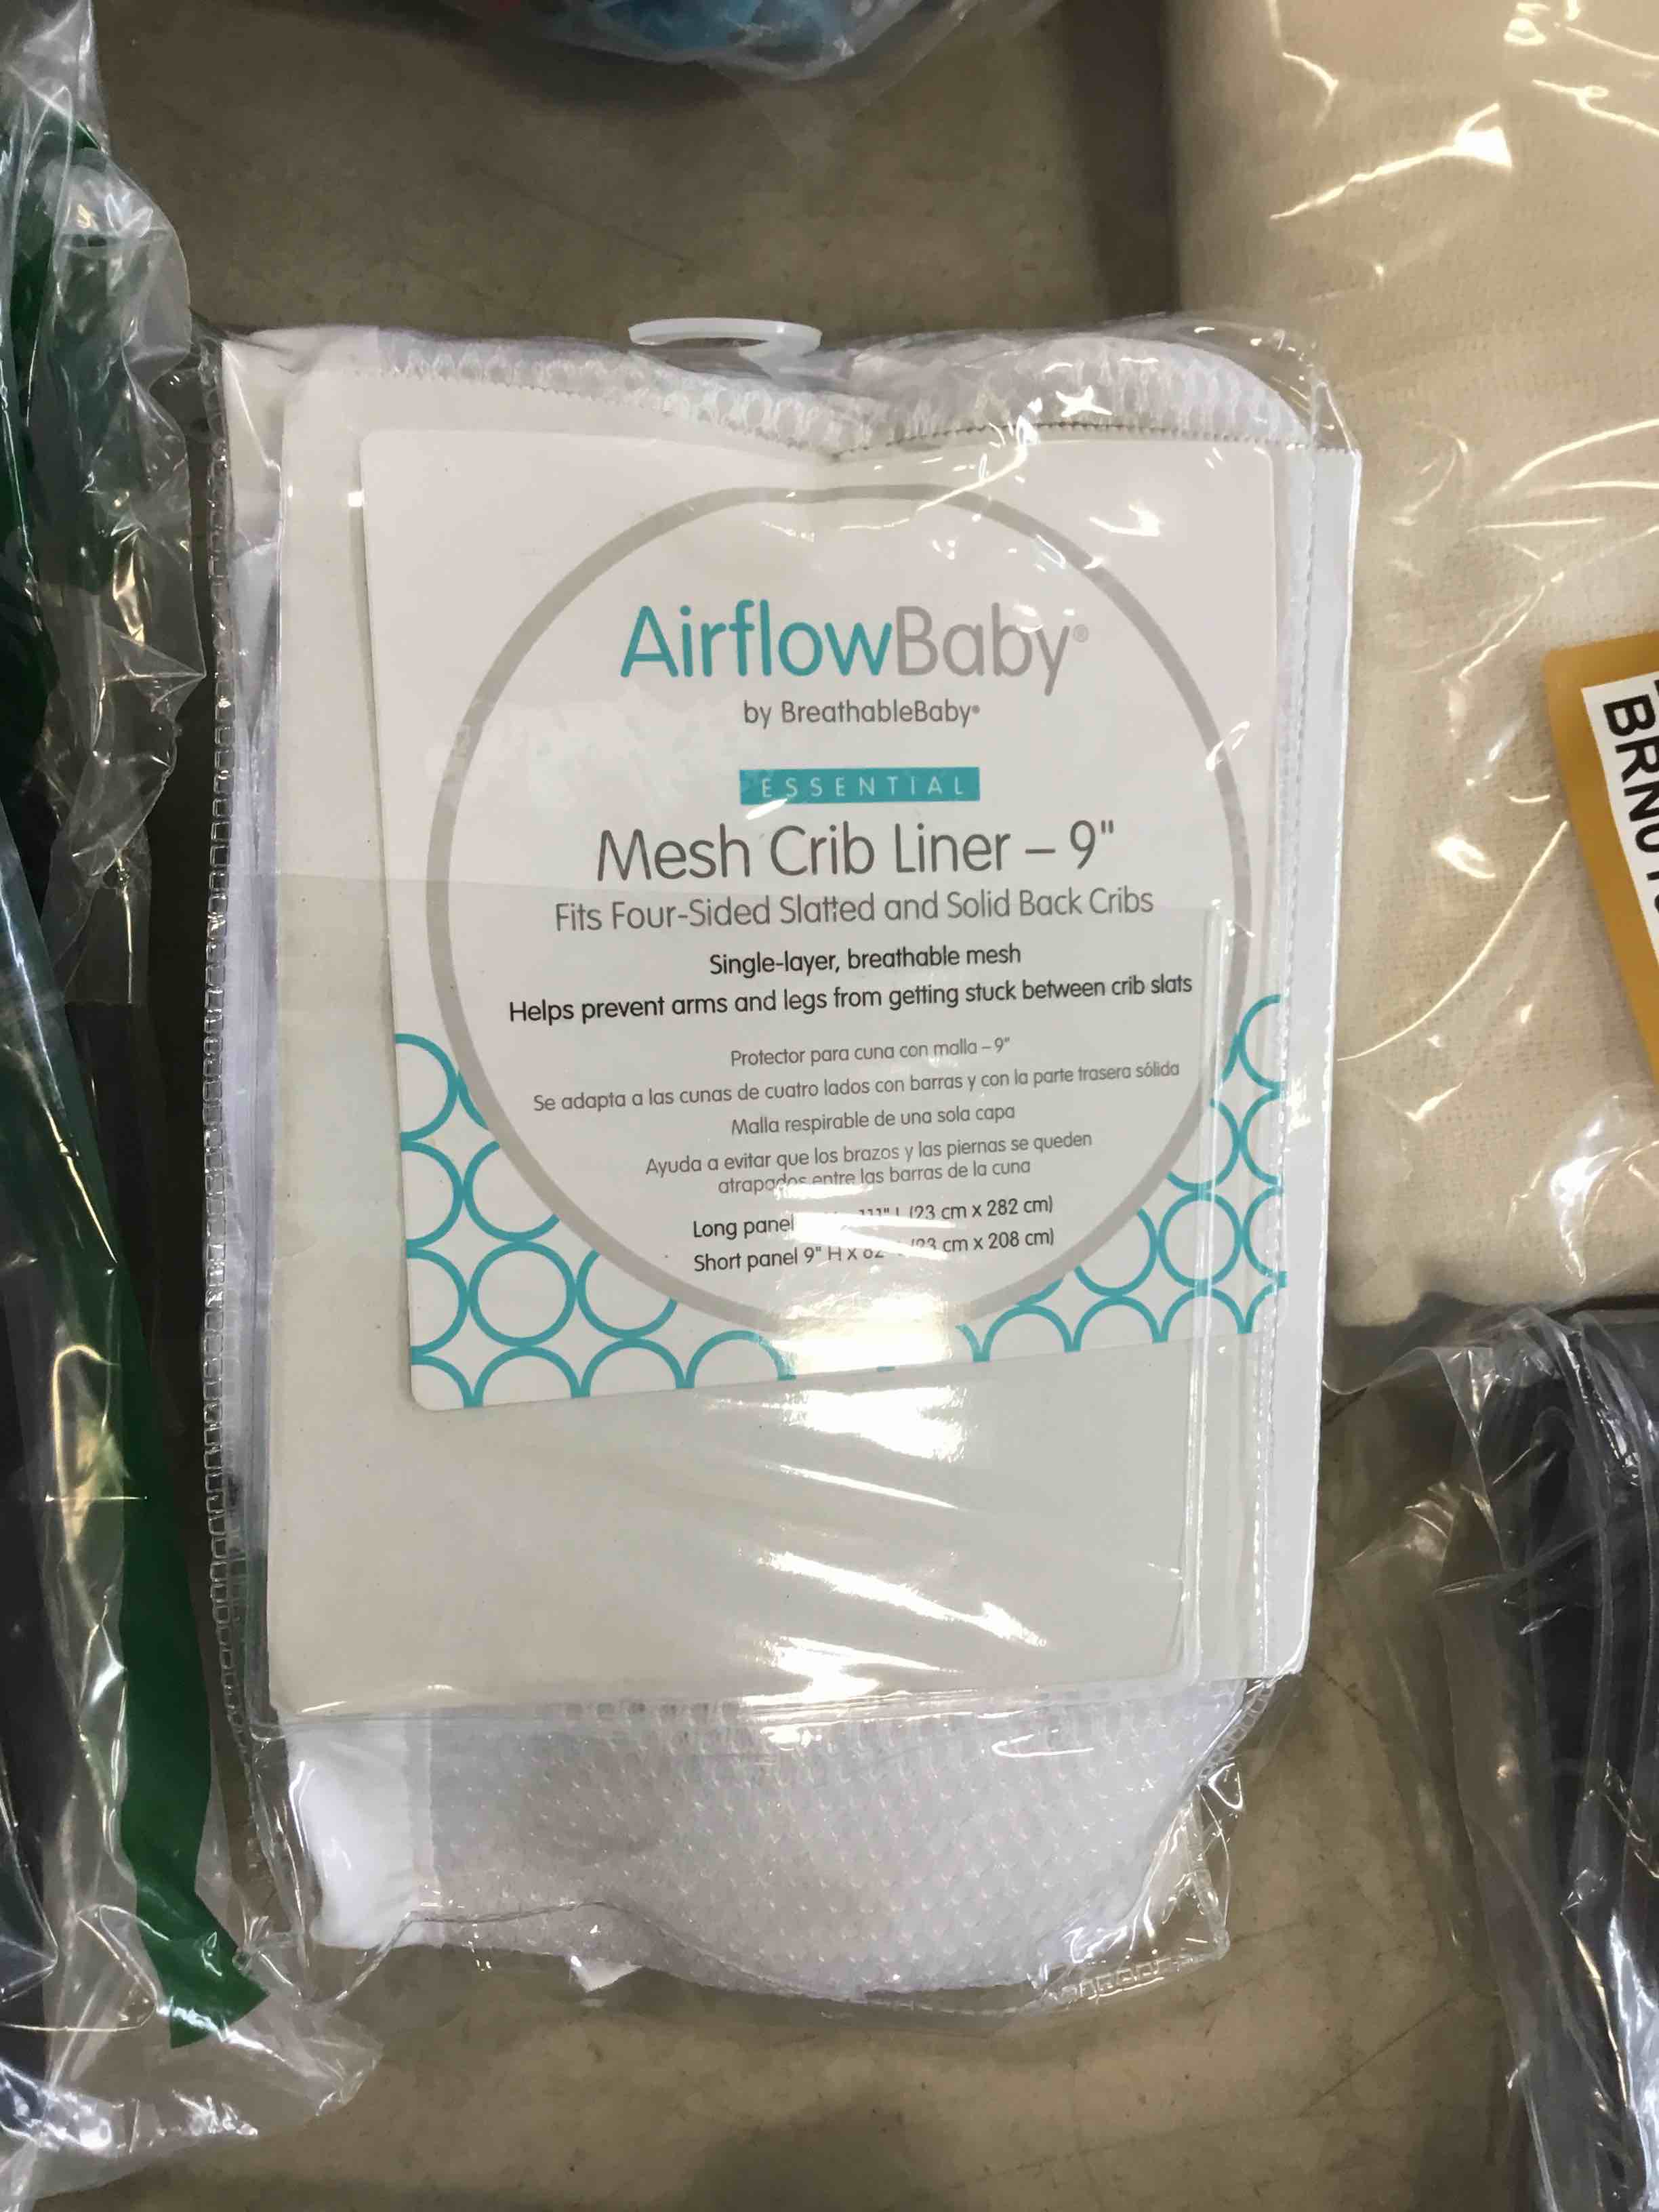 AirflowBaby®
by BreathableBaby®
ESSENTIAL
Mesh Crib Liner – 9"
Fits Four-Sided Slatted and Solid Back Cribs
Single-layer, breathable mesh
Helps prevent arms and legs from getting stuck between crib slats
Protector para cuna con malla – 9"
Se adapta a las cunas de cuatro lados con barras y con la parte trasera sólida
Malla respirable de una sola capa
Ayuda a evitar que los brazos y las piernas se queden
atrapados entre las barras de la cuna
Long panel 111" L (23 cm x 282 cm)
Short panel 9" H x 82" (23 cm x 208 cm)